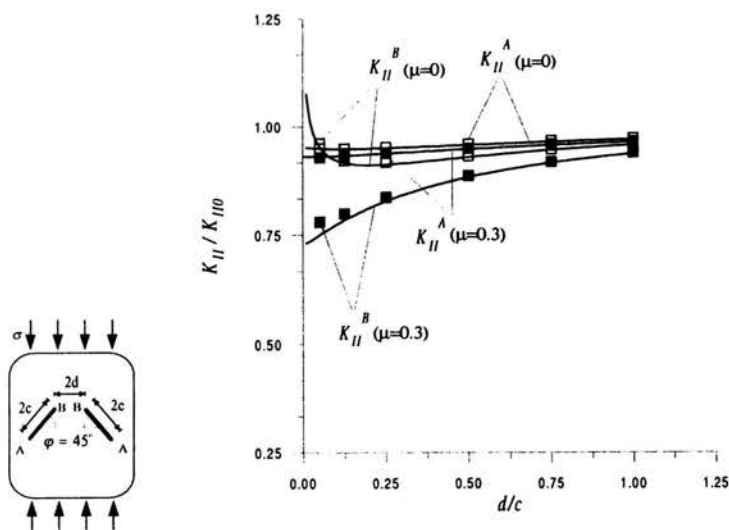 1.25
1.00
0.75
0.50
0.25
K_II / K_II0
0.00 0.25 0.50 0.75 1.00 1.25
d/c
K_II^B (μ=0)
K_II^A (μ=0)
K_II^A (μ=0.3)
K_II^B (μ=0.3)
σ
2d
2c 2c
B B
φ = 45°
A A